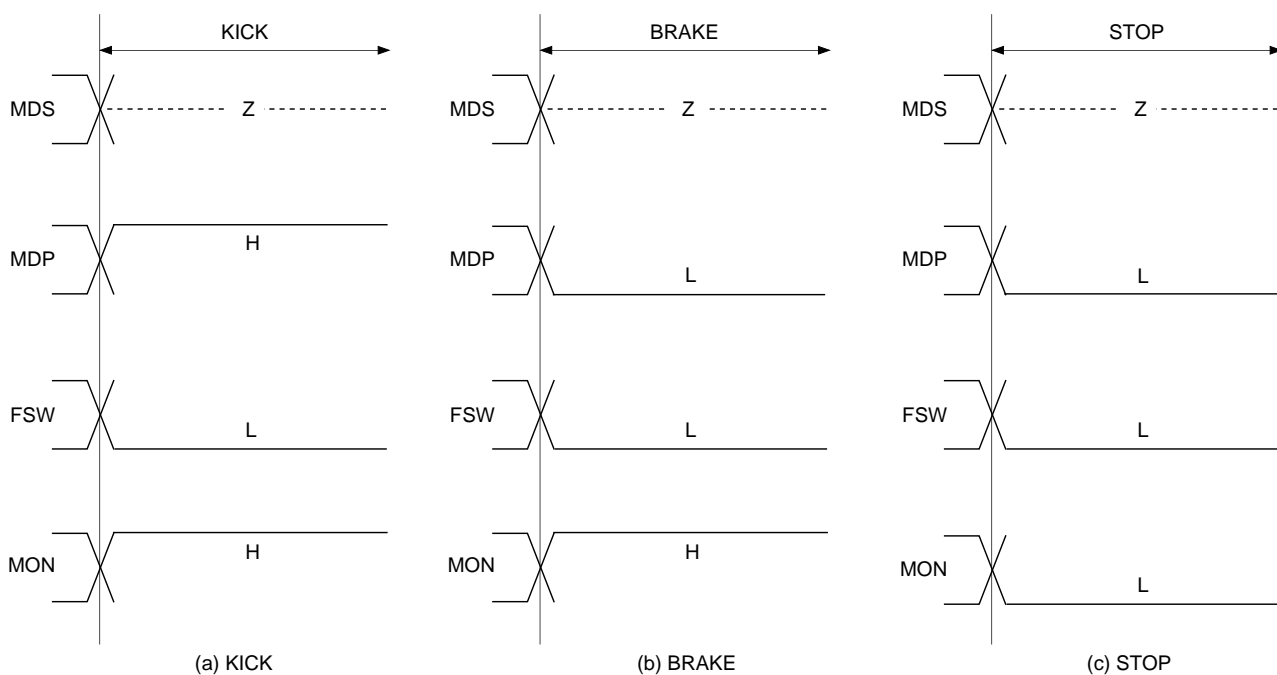 KICK
MDS
Z
MDP
H
FSW
L
MON
H
(a) KICK
BRAKE
MDS
Z
MDP
L
FSW
L
MON
H
(b) BRAKE
STOP
MDS
Z
MDP
L
FSW
L
MON
L
(c) STOP